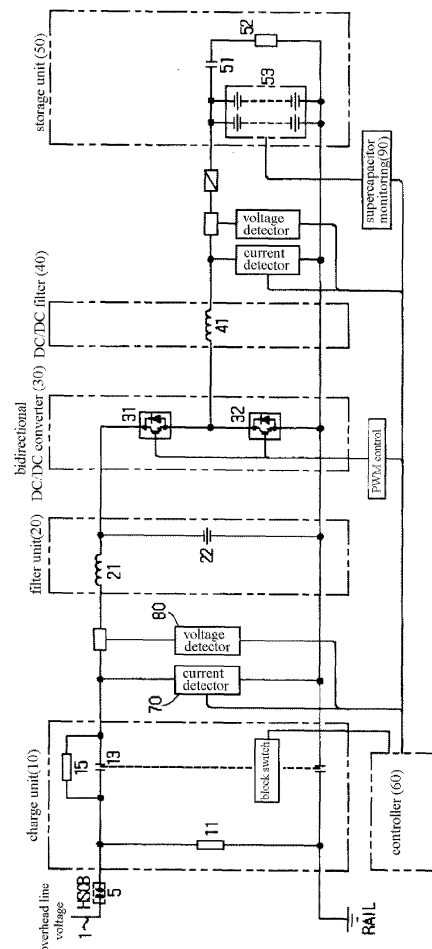 overhead line
voltage
1
HSCB
5
charge unit(10)
15
13
11
block switch
RAIL
controller (60)
70
current
detector
80
voltage
detector
filter unit(20)
21
22
bidirectional
DC/DC converter (30)
31
32
PWM control
DC/DC filter (40)
41
current
detector
voltage
detector
storage unit (50)
51
52
53
supercapacitor
monitoring(90)